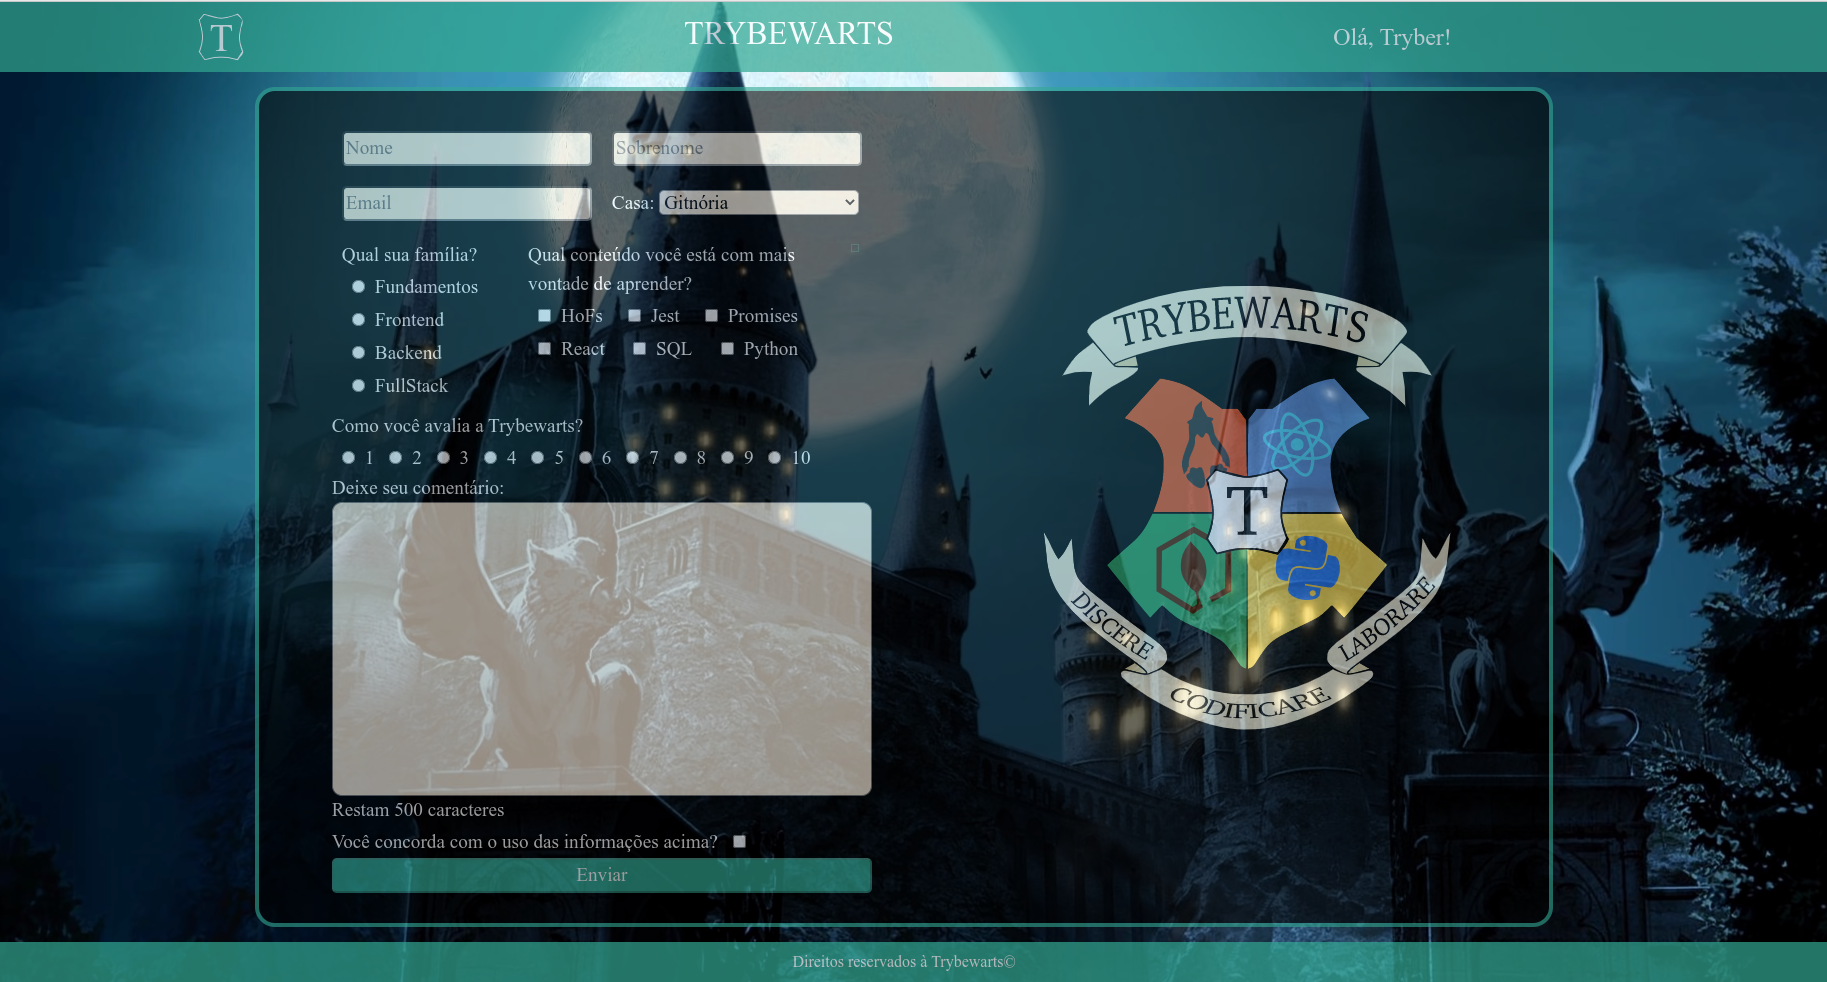 T
TRYBEWARTS
Olá, Tryber!
Nome
Sobrenome
Email
Casa: Gitnória
Qual sua família?
Fundamentos
Frontend
Backend
FullStack
Qual conteúdo você está com mais
vontade de aprender?
HoFs Jest Promises
React SQL Python
Como você avalia a Trybewarts?
1 2 3 4 5 6 7 8 9 10
Deixe seu comentário:
Restam 500 caracteres
Você concorda com o uso das informações acima?
Enviar
TRYBEWARTS
T
DISCERE
CODIFICARE
LABORARE
Direitos reservados à Trybewarts©